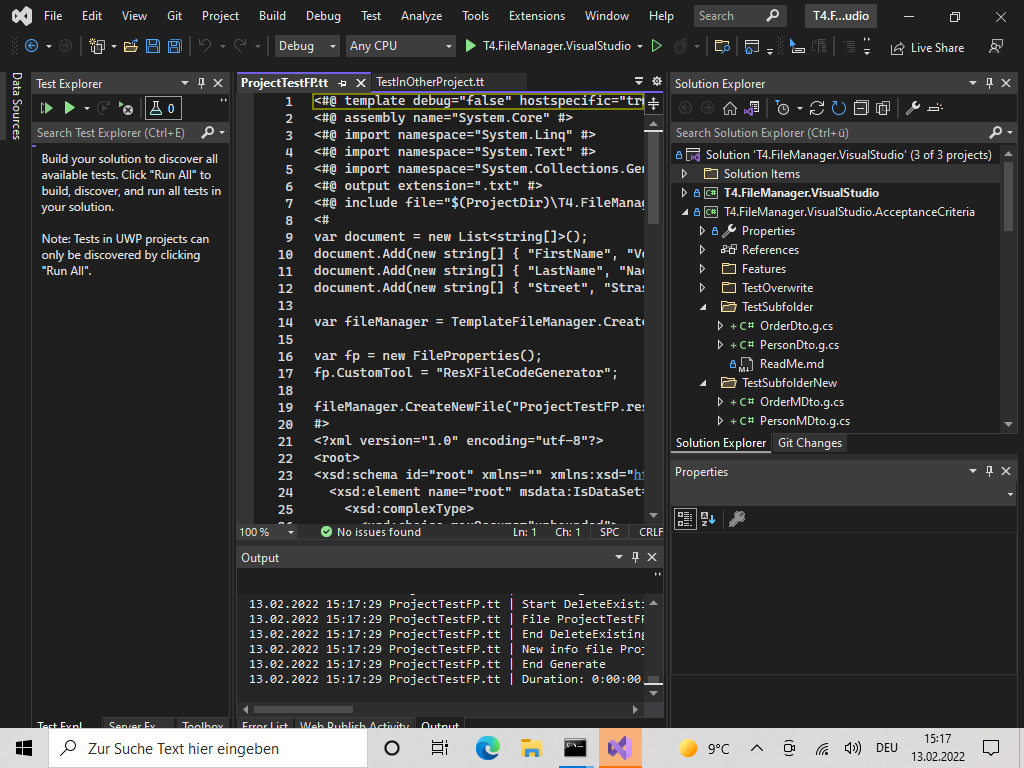 File Edit View Git Project Build Debug Test Analyze Tools Extensions Window Help Search T4.F...udio
Debug Any CPU T4.FileManager.VisualStudio Live Share
Data Sources
Test Explorer
0
Search Test Explorer (Ctrl+E)
Build your solution to discover all
available tests. Click "Run All" to
build, discover, and run all tests in
your solution.
Note: Tests in UWP projects can
only be discovered by clicking
"Run All".
ProjectTestFP.tt TestInOtherProject.tt
1 <#@ template debug="false" hostspecific="tr
2 <#@ assembly name="System.Core" #>
3 <#@ import namespace="System.Linq" #>
4 <#@ import namespace="System.Text" #>
5 <#@ import namespace="System.Collections.Ge
6 <#@ output extension=".txt" #>
7 <#@ include file="$(ProjectDir)\T4.FileMana
8 <#
9 var document = new List<string[]>();
10 document.Add(new string[] { "FirstName", "V
11 document.Add(new string[] { "LastName", "Na
12 document.Add(new string[] { "Street", "Stra
13
14 var fileManager = TemplateFileManager.Create
15
16 var fp = new FileProperties();
17 fp.CustomTool = "ResXFileCodeGenerator";
18
19 fileManager.CreateNewFile("ProjectTestFP.res
20 #>
21 <?xml version="1.0" encoding="utf-8"?>
22 <root>
23 <xsd:schema id="root" xmlns="" xmlns:xsd="ht
24 <xsd:element name="root" msdata:IsDataSet=
25 <xsd:complexType>
100 % No issues found Ln: 1 Ch: 1 SPC CRLF
Output
13.02.2022 15:17:29 ProjectTestFP.tt | Start DeleteExisti
13.02.2022 15:17:29 ProjectTestFP.tt | File ProjectTestFP
13.02.2022 15:17:29 ProjectTestFP.tt | End DeleteExisting
13.02.2022 15:17:29 ProjectTestFP.tt | New info file Proj
13.02.2022 15:17:29 ProjectTestFP.tt | End Generate
13.02.2022 15:17:29 ProjectTestFP.tt | Duration: 0:00:00
Test Expl... Server Ex... Toolbox Error List Web Publish Activity Output
Solution Explorer
Search Solution Explorer (Ctrl+ü)
Solution 'T4.FileManager.VisualStudio' (3 of 3 projects)
Solution Items
C# T4.FileManager.VisualStudio
C# T4.FileManager.VisualStudio.AcceptanceCriteria
Properties
References
Features
TestOverwrite
TestSubfolder
+ C# OrderDto.g.cs
+ C# PersonDto.g.cs
ReadMe.md
TestSubfolderNew
+ C# OrderMDto.g.cs
+ C# PersonMDto.g.cs
Solution Explorer Git Changes
Properties
Zur Suche Text hier eingeben 9°C DEU
15:17
13.02.2022